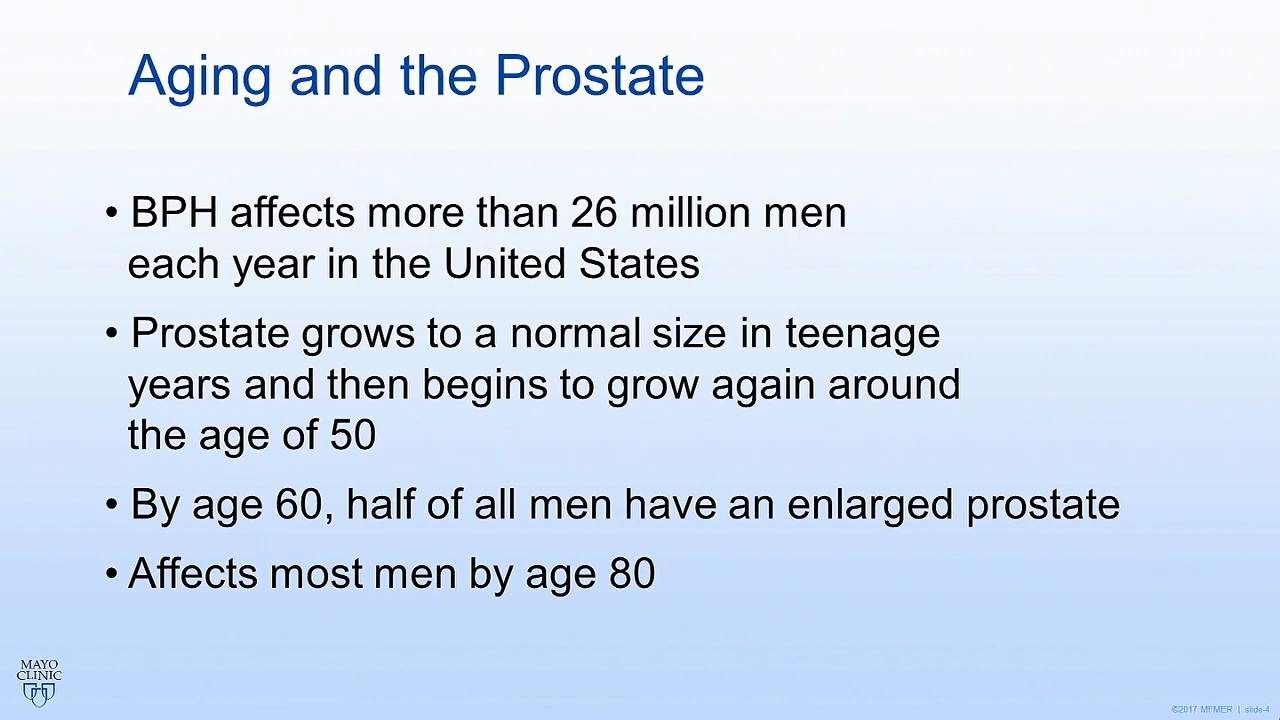 Aging and the Prostate
• BPH affects more than 26 million men
each year in the United States
• Prostate grows to a normal size in teenage
years and then begins to grow again around
the age of 50
• By age 60, half of all men have an enlarged prostate
• Affects most men by age 80
MAYO
CLINIC
©2017 MFMER | slide-4